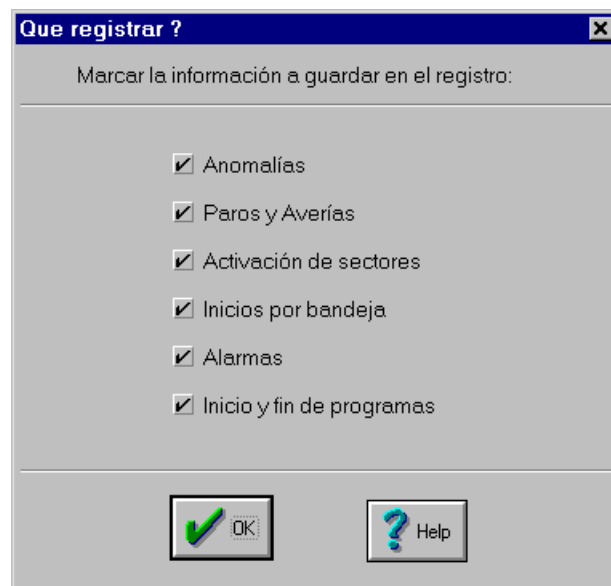 Que registrar ?
Marcar la información a guardar en el registro:
Anomalías
Paros y Averías
Activación de sectores
Inicios por bandeja
Alarmas
Inicio y fin de programas
OK
Help